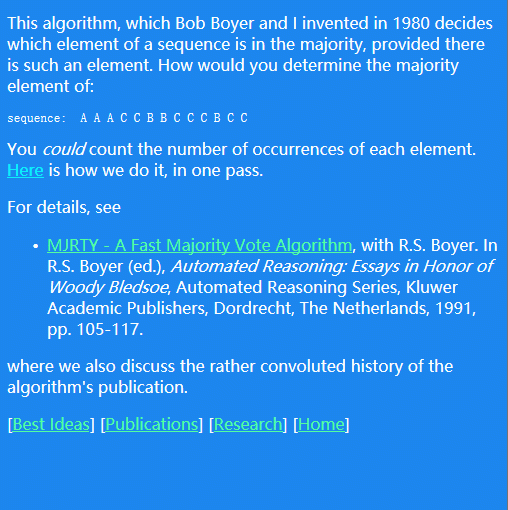 This algorithm, which Bob Boyer and I invented in 1980 decides
which element of a sequence is in the majority, provided there
is such an element. How would you determine the majority
element of:
sequence: A A A C C B B C C C B C C
You could count the number of occurrences of each element.
Here is how we do it, in one pass.
For details, see
• MJRTY - A Fast Majority Vote Algorithm, with R.S. Boyer. In
R.S. Boyer (ed.), Automated Reasoning: Essays in Honor of
Woody Bledsoe, Automated Reasoning Series, Kluwer
Academic Publishers, Dordrecht, The Netherlands, 1991,
pp. 105-117.
where we also discuss the rather convoluted history of the
algorithm's publication.
[Best Ideas] [Publications] [Research] [Home]